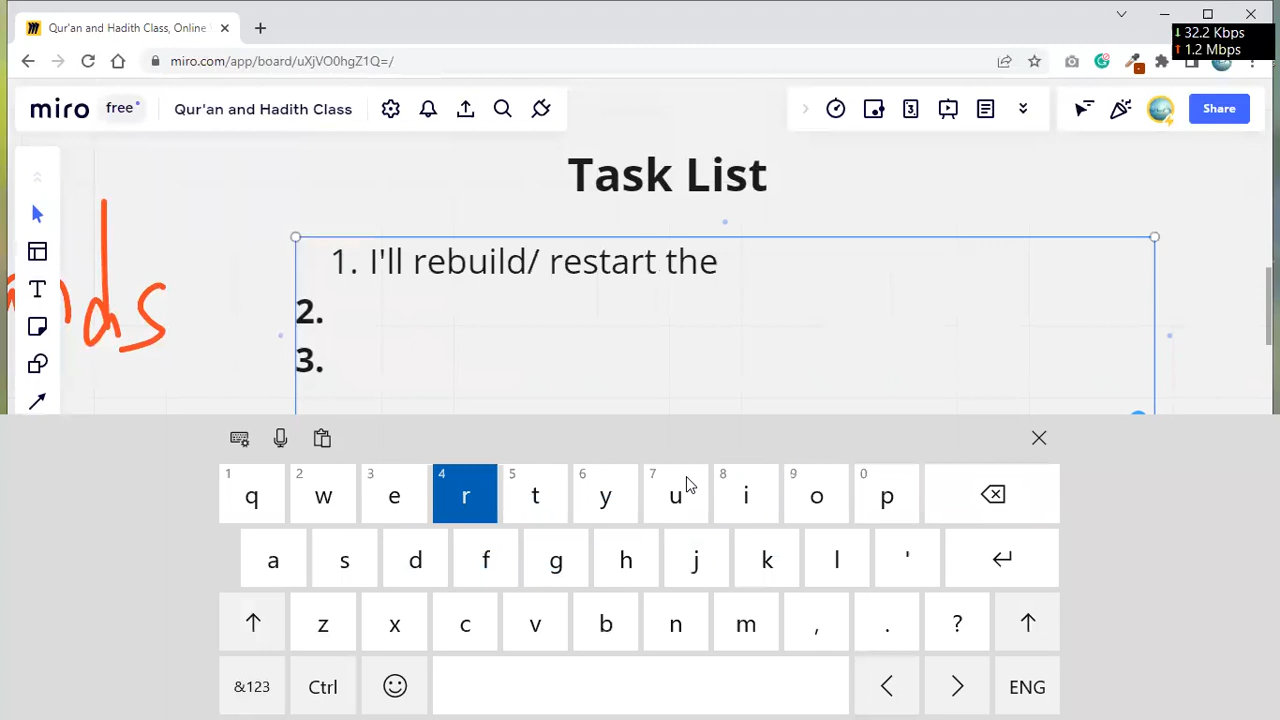 Qur'an and Hadith Class, Online
32.2 Kbps
1.2 Mbps
miro.com/app/board/uXjVO0hgZ1Q=/
miro free Qur'an and Hadith Class 3 Share
Task List
1. I'll rebuild/ restart the
2.
3.
ds
1 q 2 w 3 e 4 r 5 t 6 y 7 u 8 i 9 o 0 p
a s d f g h j k l '
z x c v b n m , . ?
&123 Ctrl ENG